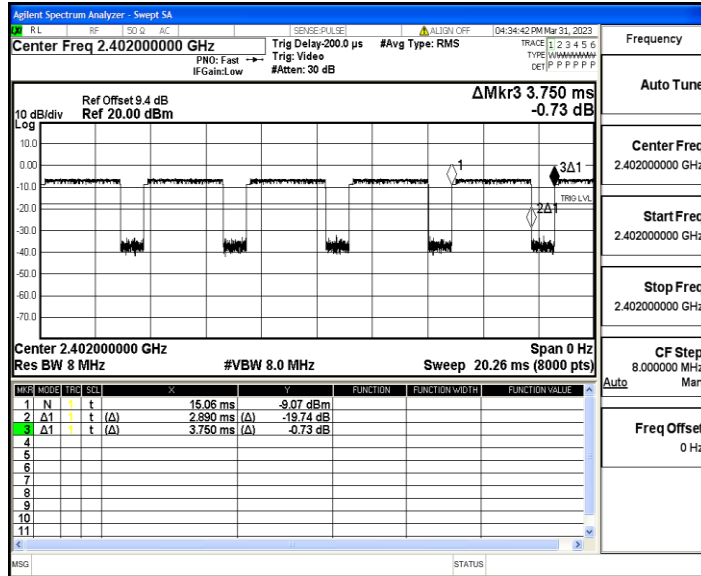 Agilent Spectrum Analyzer - Swept SA
RL RF 50 Ω AC SENSE:PULSE ALIGN OFF 04:34:42 PM Mar 31, 2023
Center Freq 2.402000000 GHz
PNO: Fast
IFGain:Low
Trig Delay-200.0 µs
Trig: Video
#Atten: 30 dB
#Avg Type: RMS
TRACE 1 2 3 4 5 6
TYPE
DET P P P P P P
Ref Offset 9.4 dB
10 dB/div Ref 20.00 dBm
Log
ΔMkr3 3.750 ms
-0.73 dB
10.0
0.00
-10.0
-20.0
-30.0
-40.0
-50.0
-60.0
-70.0
1
3Δ1
TRIG LVL
2Δ1
Center 2.402000000 GHz Span 0 Hz
Res BW 8 MHz #VBW 8.0 MHz Sweep 20.26 ms (8000 pts)
MKR MODE TRC SCL X Y FUNCTION FUNCTION WIDTH FUNCTION VALUE
1 N 1 t 15.06 ms -9.07 dBm
2 Δ1 1 t (Δ) 2.890 ms (Δ) -19.74 dB
3 Δ1 1 t (Δ) 3.750 ms (Δ) -0.73 dB
4
5
6
7
8
9
10
11
MSG STATUS
Frequency
Auto Tune
Center Freq
2.402000000 GHz
Start Freq
2.402000000 GHz
Stop Freq
2.402000000 GHz
CF Step
8.000000 MHz
Auto Man
Freq Offset
0 Hz